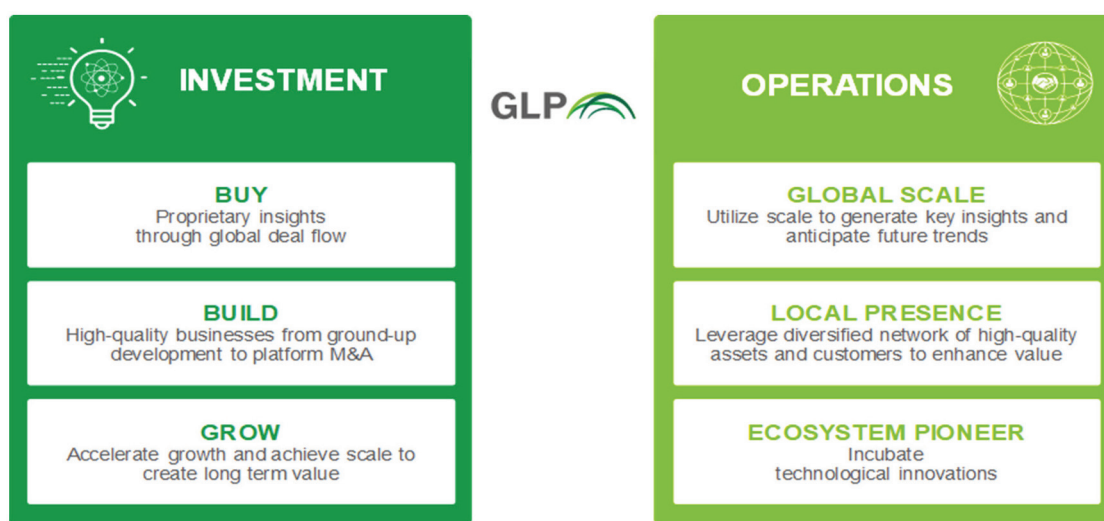 INVESTMENT
BUY
Proprietary insights
through global deal flow
BUILD
High-quality businesses from ground-up
development to platform M&A
GROW
Accelerate growth and achieve scale to
create long term value
GLP
OPERATIONS
GLOBAL SCALE
Utilize scale to generate key insights and
anticipate future trends
LOCAL PRESENCE
Leverage diversified network of high-quality
assets and customers to enhance value
ECOSYSTEM PIONEER
Incubate
technological innovations